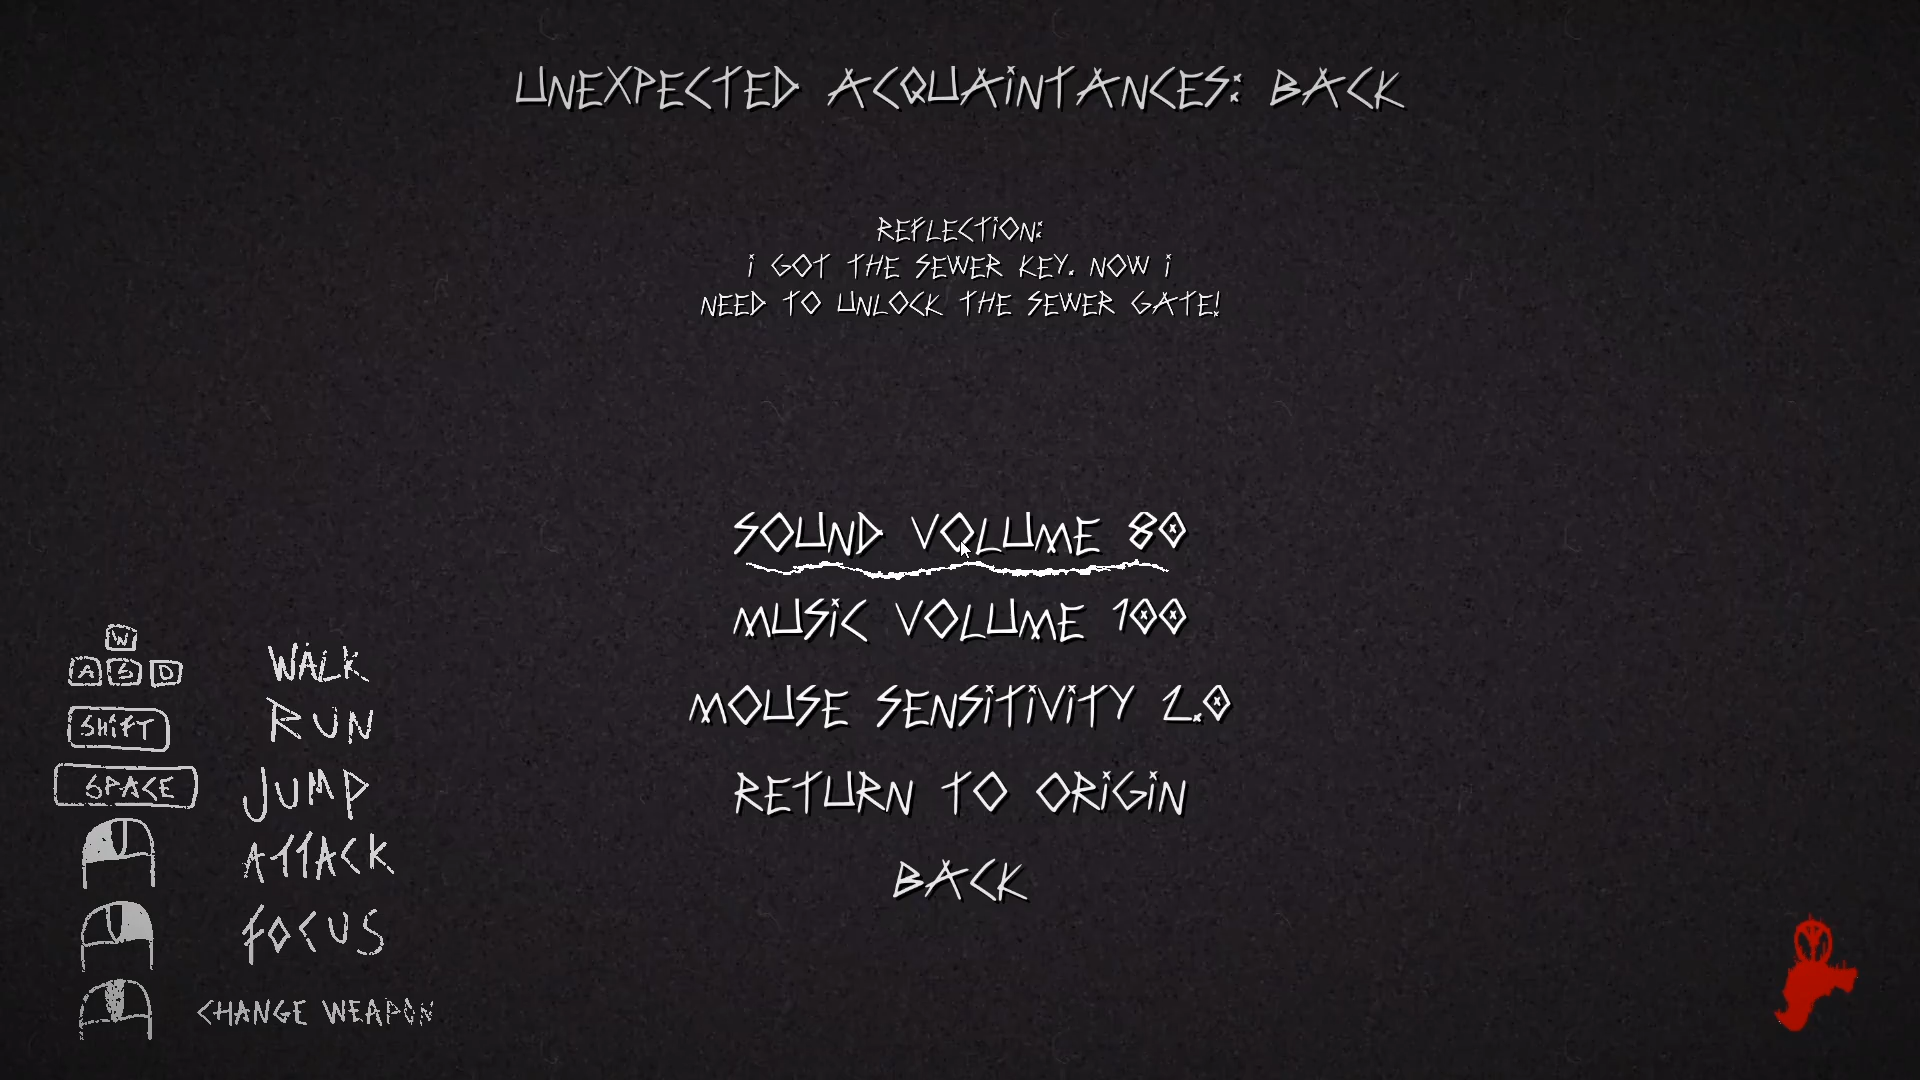 UNEXPECTED ACQUAINTANCES: BACK
REFLECTION:
I GOT THE SEWER KEY. NOW I
NEED TO UNLOCK THE SEWER GATE!
SOUND VOLUME 80
MUSIC VOLUME 100
MOUSE SENSITIVITY 2.0
RETURN TO ORIGIN
BACK
W
A S D WALK
SHIFT RUN
SPACE JUMP
ATTACK
FOCUS
CHANGE WEAPON